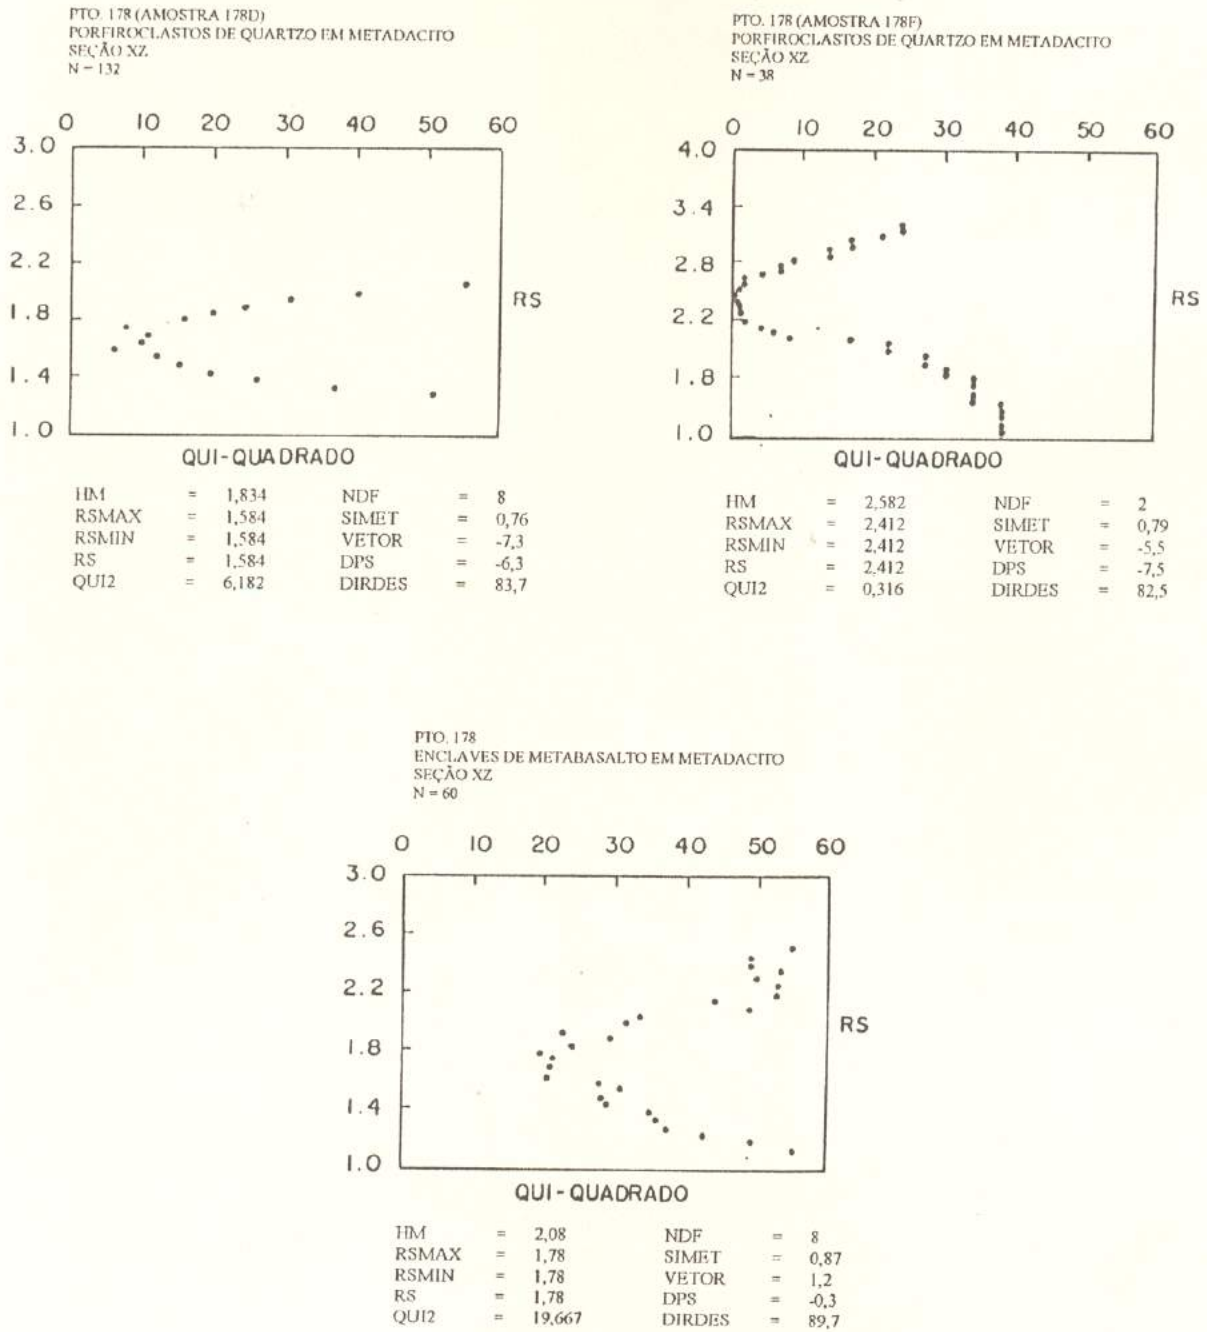 PTO. 178 (AMOSTRA 178D)
PORFIROCLASTOS DE QUARTZO EM METADACITO
SEÇÃO XZ
N = 132
0 10 20 30 40 50 60
3.0
2.6
2.2
1.8
1.4
1.0
RS
QUI-QUADRADO
HM = 1,834 NDF = 8
RSMAX = 1,584 SIMET = 0,76
RSMIN = 1,584 VETOR = -7,3
RS = 1,584 DPS = -6,3
QUI2 = 6,182 DIRDES = 83,7
PTO. 178 (AMOSTRA 178F)
PORFIROCLASTOS DE QUARTZO EM METADACITO
SEÇÃO XZ
N = 38
0 10 20 30 40 50 60
4.0
3.4
2.8
2.2
1.8
1.0
RS
QUI-QUADRADO
HM = 2,582 NDF = 2
RSMAX = 2,412 SIMET = 0,79
RSMIN = 2,412 VETOR = -5,5
RS = 2,412 DPS = -7,5
QUI2 = 0,316 DIRDES = 82,5
PTO. 178
ENCLAVES DE METABASALTO EM METADACITO
SEÇÃO XZ
N = 60
0 10 20 30 40 50 60
3.0
2.6
2.2
1.8
1.4
1.0
RS
QUI-QUADRADO
HM = 2,08 NDF = 8
RSMAX = 1,78 SIMET = 0,87
RSMIN = 1,78 VETOR = 1,2
RS = 1,78 DPS = -0,3
QUI2 = 19,667 DIRDES = 89,7